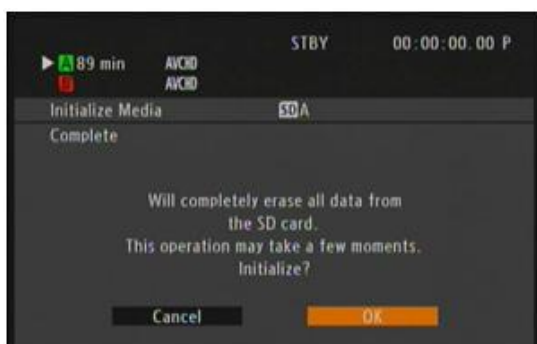 STBY 00:00:00.00 P
A 89 min AVCHD
B AVCHD
Initialize Media SD A
Complete
Will completely erase all data from
the SD card.
This operation may take a few moments.
Initialize?
Cancel OK